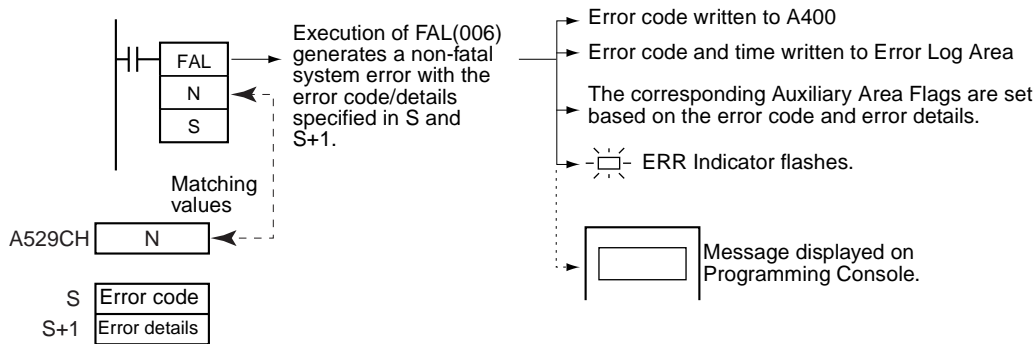 FAL
N
S
Execution of FAL(006)
generates a non-fatal
system error with the
error code/details
specified in S and
S+1.
Error code written to A400
Error code and time written to Error Log Area
The corresponding Auxiliary Area Flags are set
based on the error code and error details.
ERR Indicator flashes.
Message displayed on
Programming Console.
Matching
values
A529CH N
S Error code
S+1 Error details